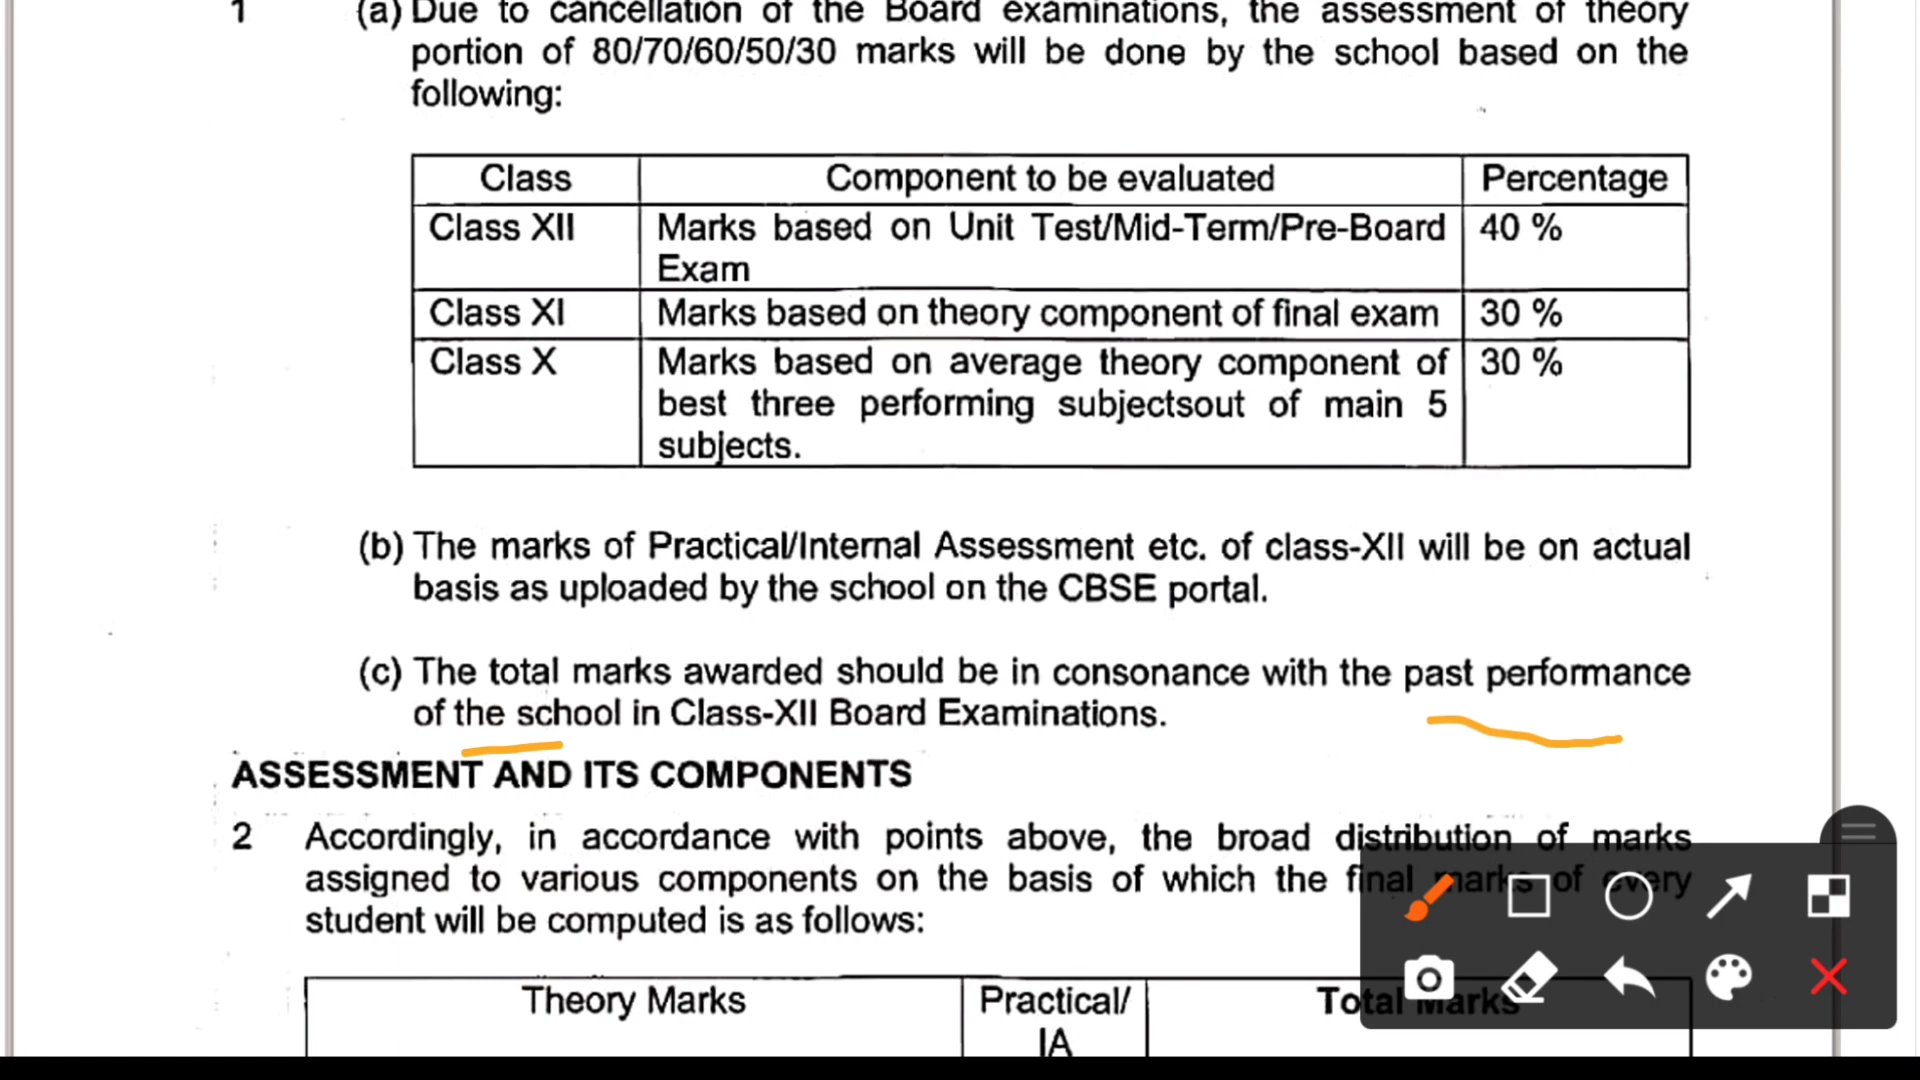 1 (a) Due to cancellation of the Board examinations, the assessment of theory
portion of 80/70/60/50/30 marks will be done by the school based on the
following:
Class Component to be evaluated Percentage
Class XII Marks based on Unit Test/Mid-Term/Pre-Board 40 %
Exam
Class XI Marks based on theory component of final exam 30 %
Class X Marks based on average theory component of 30 %
best three performing subjectsout of main 5
subjects.
(b) The marks of Practical/Internal Assessment etc. of class-XII will be on actual
basis as uploaded by the school on the CBSE portal.
(c) The total marks awarded should be in consonance with the past performance
of the school in Class-XII Board Examinations.
ASSESSMENT AND ITS COMPONENTS
2 Accordingly, in accordance with points above, the broad distribution of marks
assigned to various components on the basis of which the final marks of every
student will be computed is as follows:
Theory Marks Practical/ Total Marks
IA